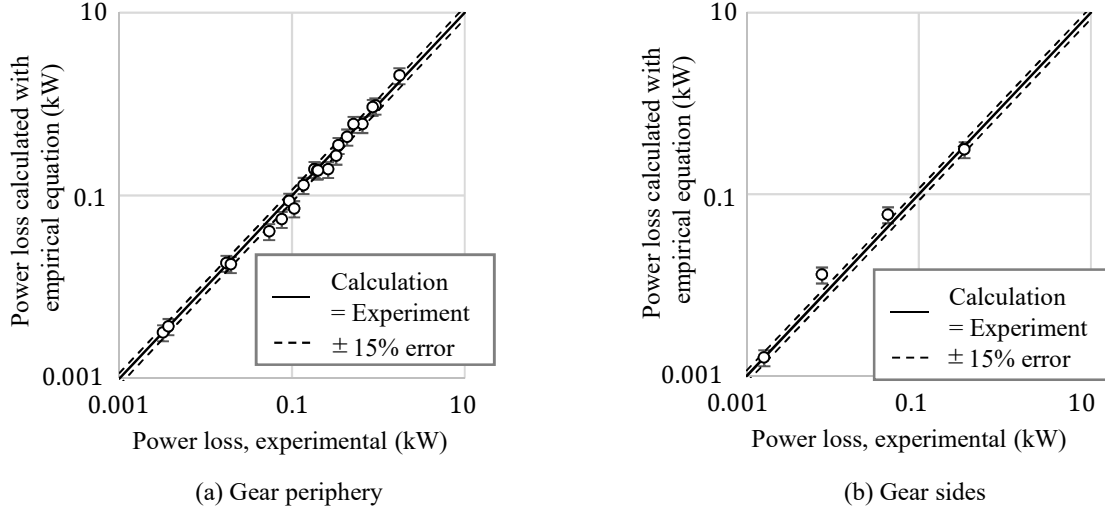 Power loss calculated with
empirical equation (kW)
10
0.1
0.001
0.001
0.1
10
Calculation
= Experiment
± 15% error
Power loss, experimental (kW)
(a) Gear periphery
Power loss calculated with
empirical equation (kW)
10
0.1
0.001
0.001
0.1
10
Calculation
= Experiment
± 15% error
Power loss, experimental (kW)
(b) Gear sides